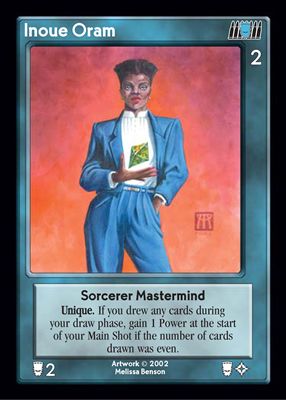 Inoue Oram
2
Sorcerer Mastermind
Unique. If you drew any cards during
your draw phase, gain 1 Power at the start
of your Main Shot if the number of cards
drawn was even.
2
Artwork © 2002
Melissa Benson